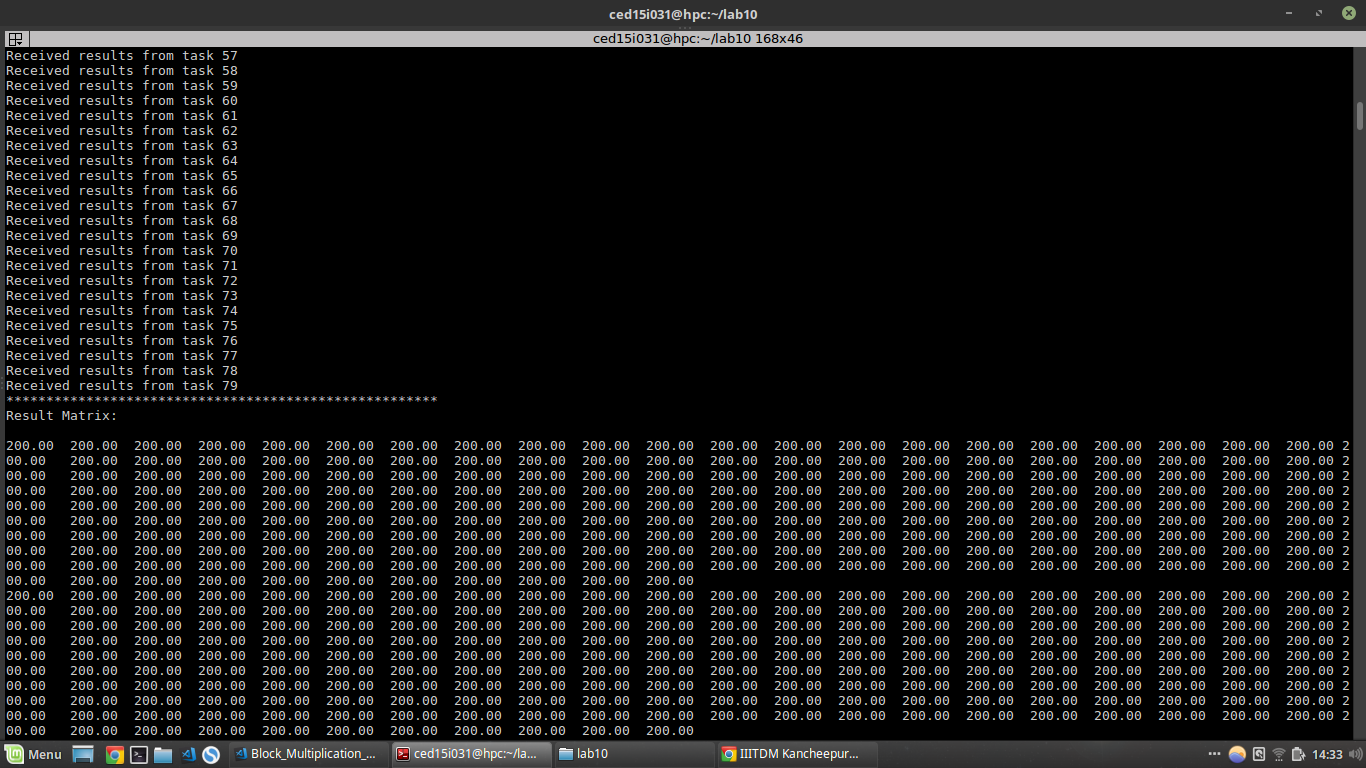 ced15i031@hpc:~/lab10
ced15i031@hpc:~/lab10 168x46
Received results from task 57
Received results from task 58
Received results from task 59
Received results from task 60
Received results from task 61
Received results from task 62
Received results from task 63
Received results from task 64
Received results from task 65
Received results from task 66
Received results from task 67
Received results from task 68
Received results from task 69
Received results from task 70
Received results from task 71
Received results from task 72
Received results from task 73
Received results from task 74
Received results from task 75
Received results from task 76
Received results from task 77
Received results from task 78
Received results from task 79
******************************************************
Result Matrix:
200.00 200.00 200.00 200.00 200.00 200.00 200.00 200.00 200.00 200.00 200.00 200.00 200.00 200.00 200.00 200.00 200.00 200.00 200.00 200.00 200.00 2
00.00 200.00 200.00 200.00 200.00 200.00 200.00 200.00 200.00 200.00 200.00 200.00 200.00 200.00 200.00 200.00 200.00 200.00 200.00 200.00 200.00 2
00.00 200.00 200.00 200.00 200.00 200.00 200.00 200.00 200.00 200.00 200.00 200.00 200.00 200.00 200.00 200.00 200.00 200.00 200.00 200.00 200.00 2
00.00 200.00 200.00 200.00 200.00 200.00 200.00 200.00 200.00 200.00 200.00 200.00 200.00 200.00 200.00 200.00 200.00 200.00 200.00 200.00 200.00 2
00.00 200.00 200.00 200.00 200.00 200.00 200.00 200.00 200.00 200.00 200.00 200.00 200.00 200.00 200.00 200.00 200.00 200.00 200.00 200.00 200.00 2
00.00 200.00 200.00 200.00 200.00 200.00 200.00 200.00 200.00 200.00 200.00 200.00 200.00 200.00 200.00 200.00 200.00 200.00 200.00 200.00 200.00 2
00.00 200.00 200.00 200.00 200.00 200.00 200.00 200.00 200.00 200.00 200.00 200.00 200.00 200.00 200.00 200.00 200.00 200.00 200.00 200.00 200.00 2
00.00 200.00 200.00 200.00 200.00 200.00 200.00 200.00 200.00 200.00 200.00 200.00 200.00 200.00 200.00 200.00 200.00 200.00 200.00 200.00 200.00 2
00.00 200.00 200.00 200.00 200.00 200.00 200.00 200.00 200.00 200.00 200.00 200.00 200.00 200.00 200.00 200.00 200.00 200.00 200.00 200.00 200.00 2
00.00 200.00 200.00 200.00 200.00 200.00 200.00 200.00 200.00 200.00 200.00
200.00 200.00 200.00 200.00 200.00 200.00 200.00 200.00 200.00 200.00 200.00 200.00 200.00 200.00 200.00 200.00 200.00 200.00 200.00 200.00 200.00 2
00.00 200.00 200.00 200.00 200.00 200.00 200.00 200.00 200.00 200.00 200.00 200.00 200.00 200.00 200.00 200.00 200.00 200.00 200.00 200.00 200.00 2
00.00 200.00 200.00 200.00 200.00 200.00 200.00 200.00 200.00 200.00 200.00 200.00 200.00 200.00 200.00 200.00 200.00 200.00 200.00 200.00 200.00 2
00.00 200.00 200.00 200.00 200.00 200.00 200.00 200.00 200.00 200.00 200.00 200.00 200.00 200.00 200.00 200.00 200.00 200.00 200.00 200.00 200.00 2
00.00 200.00 200.00 200.00 200.00 200.00 200.00 200.00 200.00 200.00 200.00 200.00 200.00 200.00 200.00 200.00 200.00 200.00 200.00 200.00 200.00 2
00.00 200.00 200.00 200.00 200.00 200.00 200.00 200.00 200.00 200.00 200.00 200.00 200.00 200.00 200.00 200.00 200.00 200.00 200.00 200.00 200.00 2
00.00 200.00 200.00 200.00 200.00 200.00 200.00 200.00 200.00 200.00 200.00 200.00 200.00 200.00 200.00 200.00 200.00 200.00 200.00 200.00 200.00 2
00.00 200.00 200.00 200.00 200.00 200.00 200.00 200.00 200.00 200.00 200.00 200.00 200.00 200.00 200.00 200.00 200.00 200.00 200.00 200.00 200.00 2
00.00 200.00 200.00 200.00 200.00 200.00 200.00 200.00 200.00 200.00 200.00 200.00 200.00 200.00 200.00 200.00 200.00 200.00 200.00 200.00 200.00 2
00.00 200.00 200.00 200.00 200.00 200.00 200.00 200.00 200.00 200.00 200.00
Menu Block_Multiplication_... ced15i031@hpc:~/la... lab10 IIITDM Kancheepur... 14:33